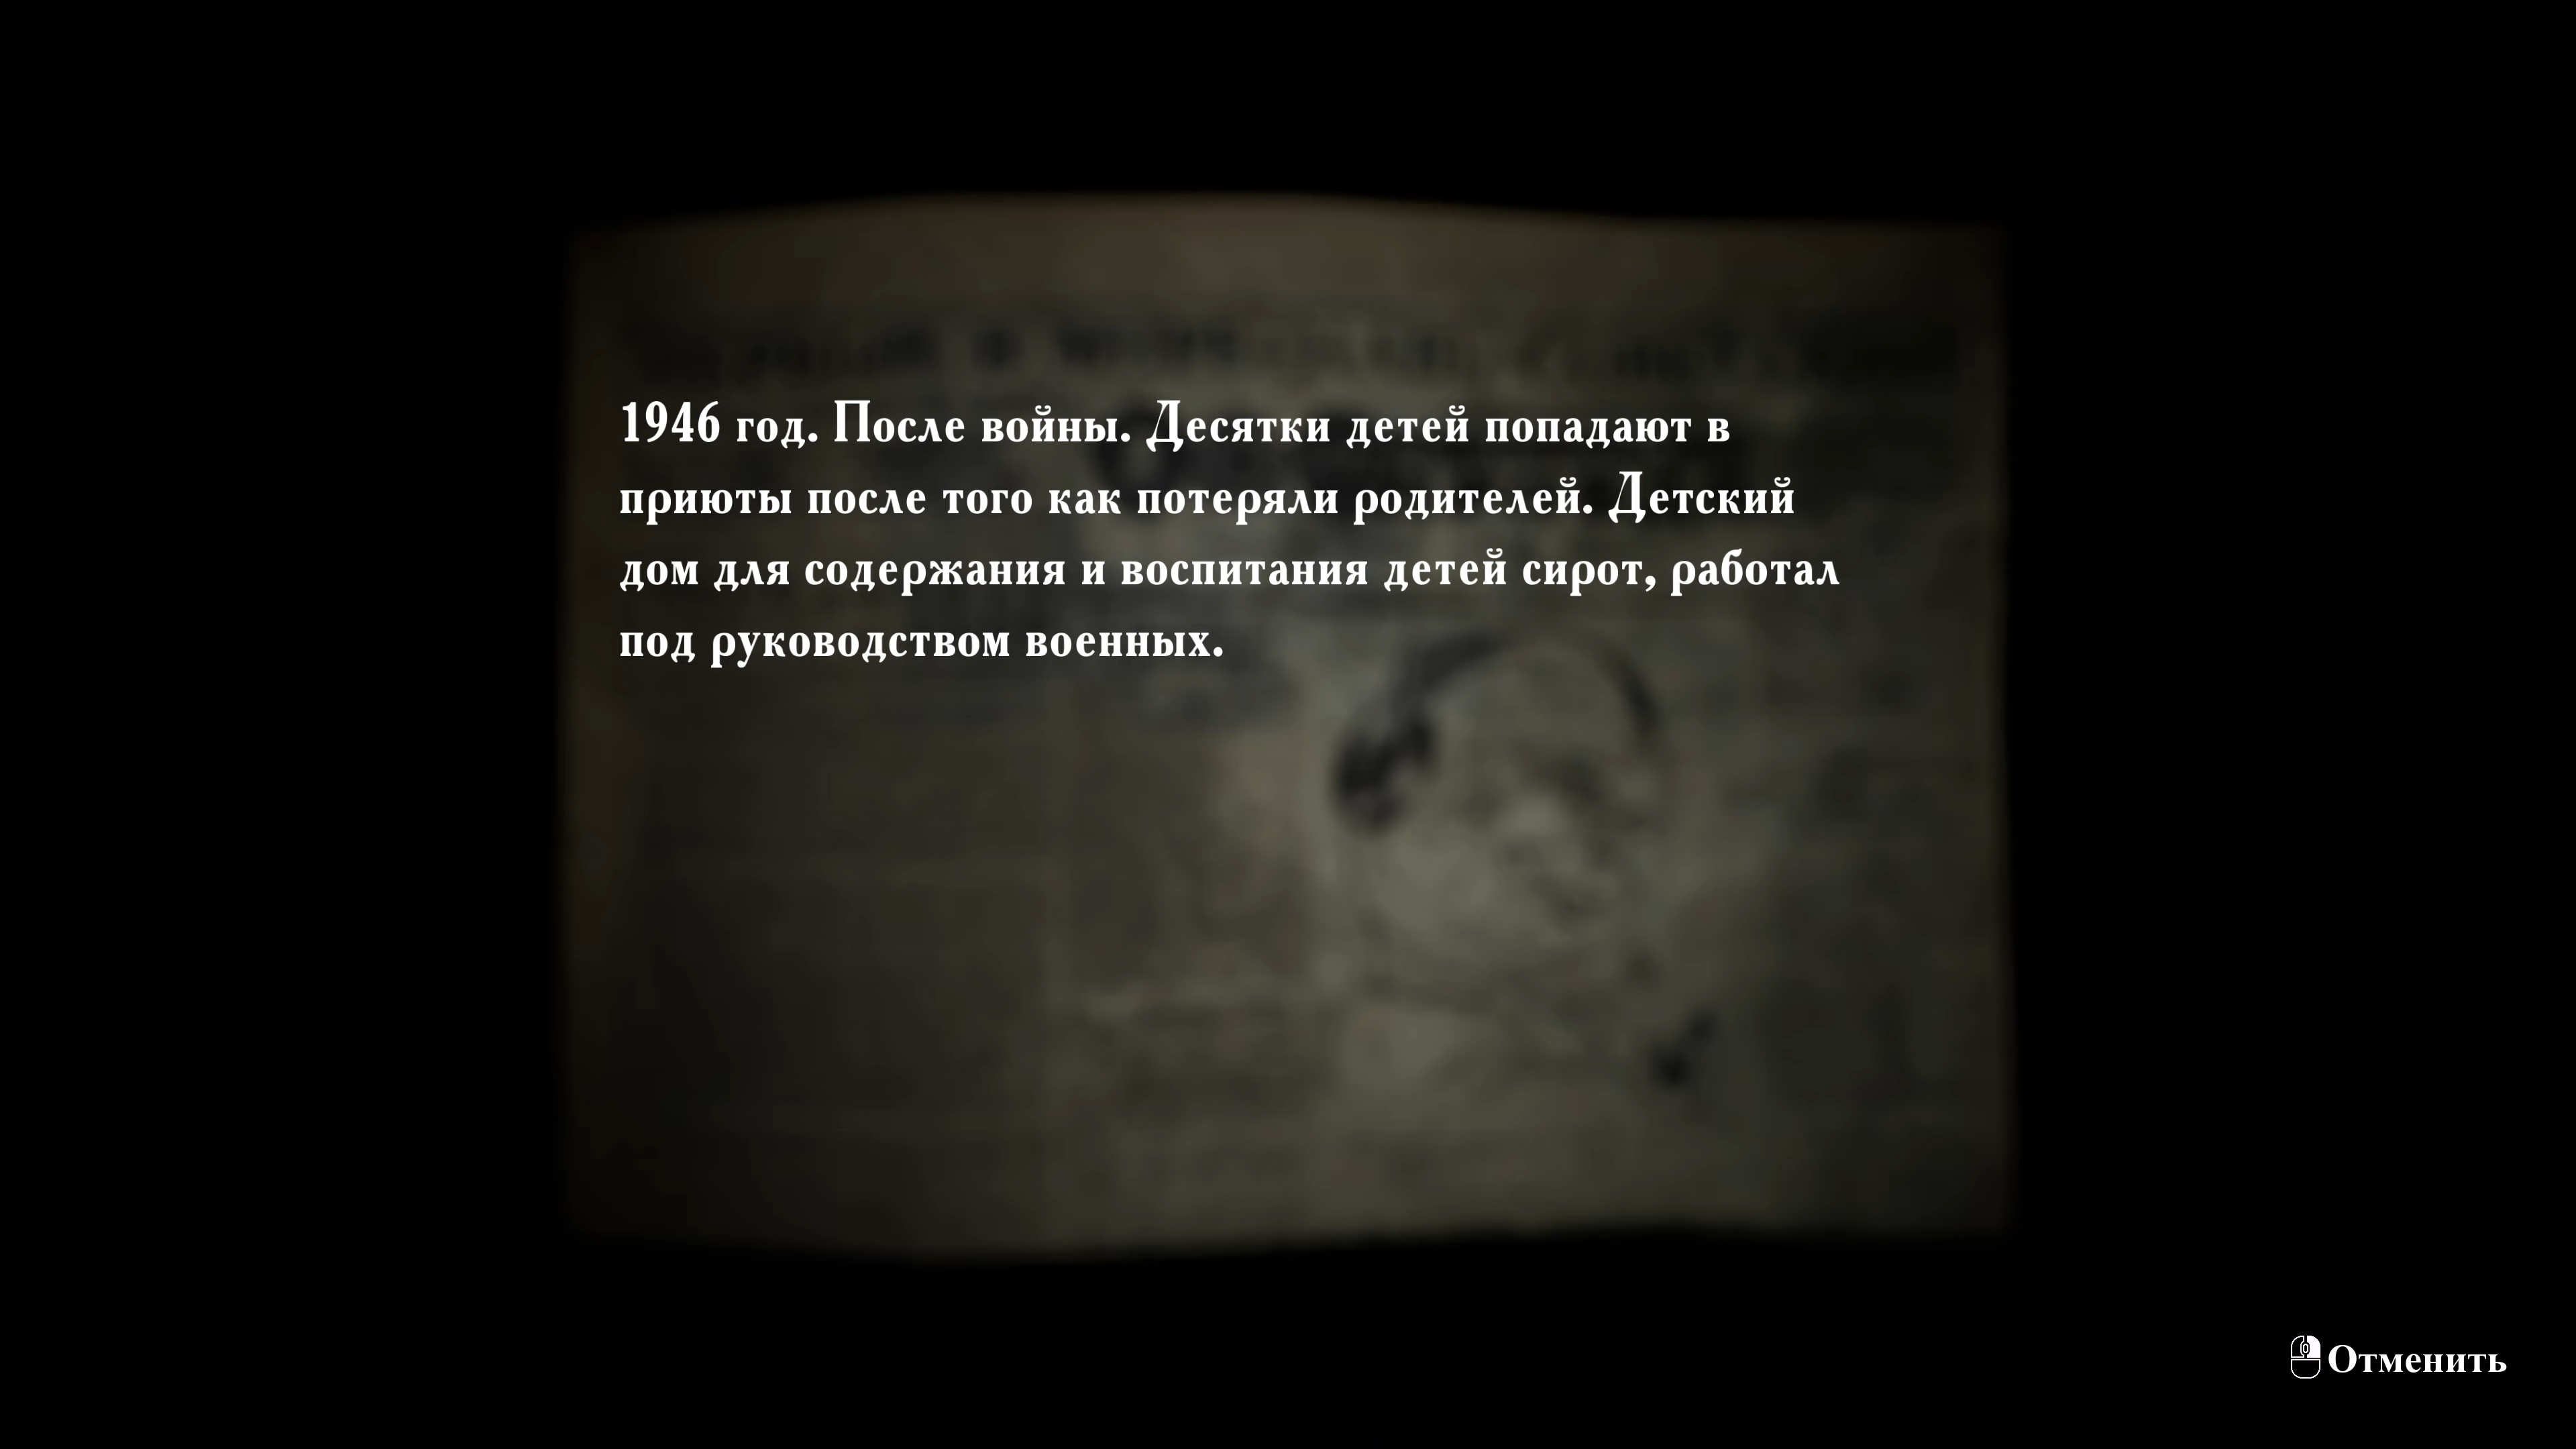 1946 год. После войны. Десятки детей попадают в
приюты после того как потеряли родителей. Детский
дом для содержания и воспитания детей сирот, работал
под руководством военных.
Отменить